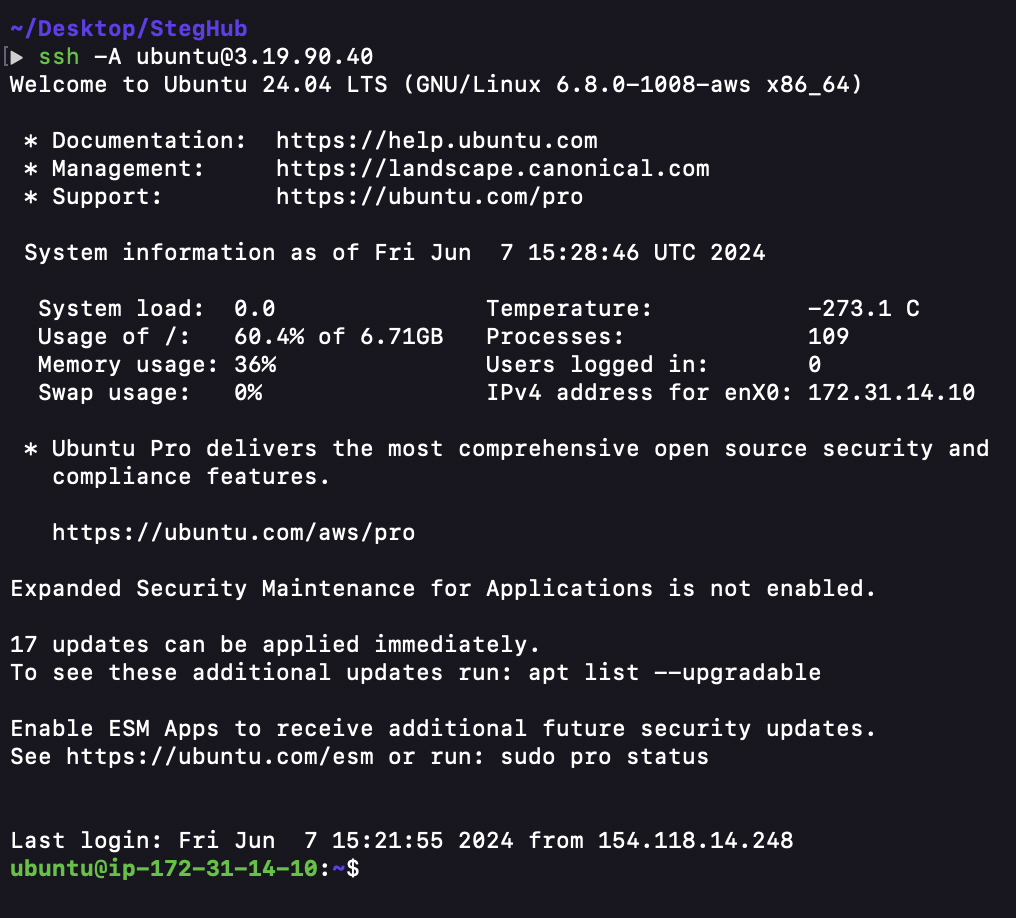 ~/Desktop/StegHub
[▶ ssh -A ubuntu@3.19.90.40
Welcome to Ubuntu 24.04 LTS (GNU/Linux 6.8.0-1008-aws x86_64)

 * Documentation:  https://help.ubuntu.com
 * Management:     https://landscape.canonical.com
 * Support:        https://ubuntu.com/pro

 System information as of Fri Jun  7 15:28:46 UTC 2024

  System load:  0.0               Temperature:           -273.1 C
  Usage of /:   60.4% of 6.71GB   Processes:             109
  Memory usage: 36%               Users logged in:       0
  Swap usage:   0%                IPv4 address for enX0: 172.31.14.10

 * Ubuntu Pro delivers the most comprehensive open source security and
   compliance features.

   https://ubuntu.com/aws/pro

Expanded Security Maintenance for Applications is not enabled.

17 updates can be applied immediately.
To see these additional updates run: apt list --upgradable

Enable ESM Apps to receive additional future security updates.
See https://ubuntu.com/esm or run: sudo pro status


Last login: Fri Jun  7 15:21:55 2024 from 154.118.14.248
ubuntu@ip-172-31-14-10:~$